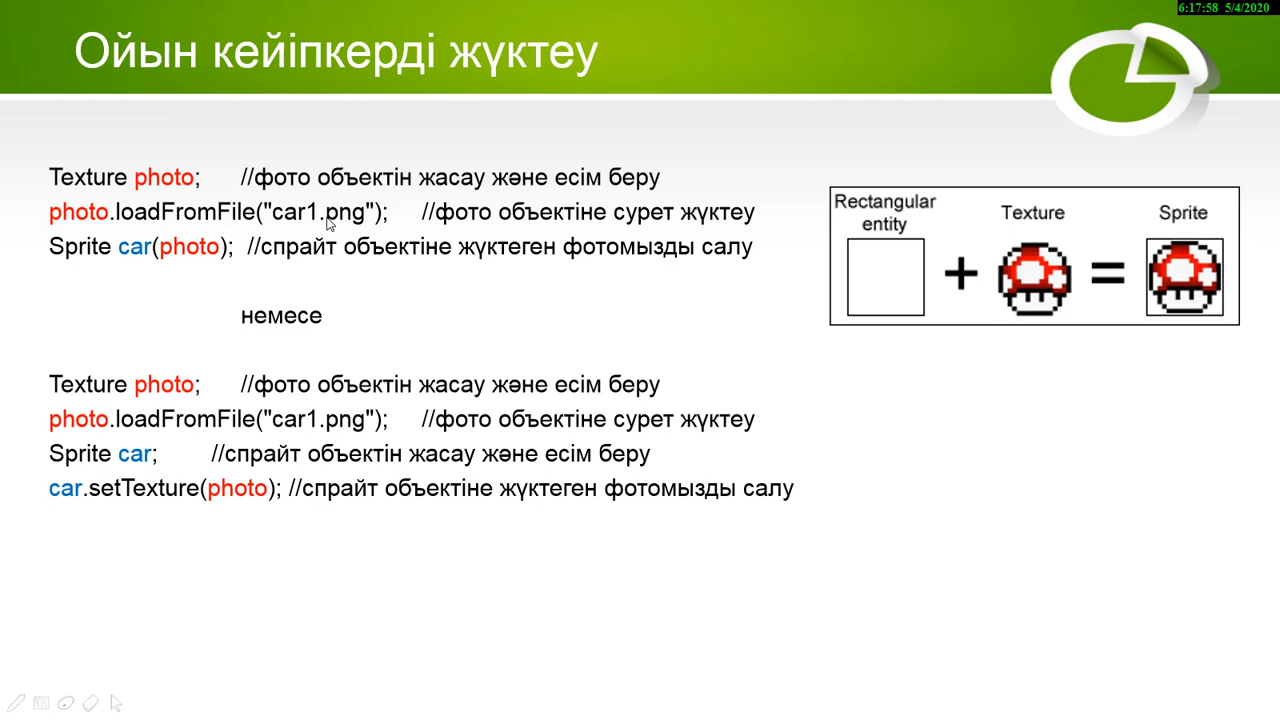 6:17:58 5/4/2020
Ойын кейіпкерді жүктеу
Texture photo; //фото объектін жасау және есім беру
photo.loadFromFile("car1.png"); //фото объектіне сурет жүктеу
Sprite car(photo); //спрайт объектіне жүктеген фотомызды салу
немесе
Texture photo; //фото объектін жасау және есім беру
photo.loadFromFile("car1.png"); //фото объектіне сурет жүктеу
Sprite car; //спрайт объектін жасау және есім беру
car.setTexture(photo); //спрайт объектіне жүктеген фотомызды салу
Rectangular
entity
Texture
Sprite
+
=